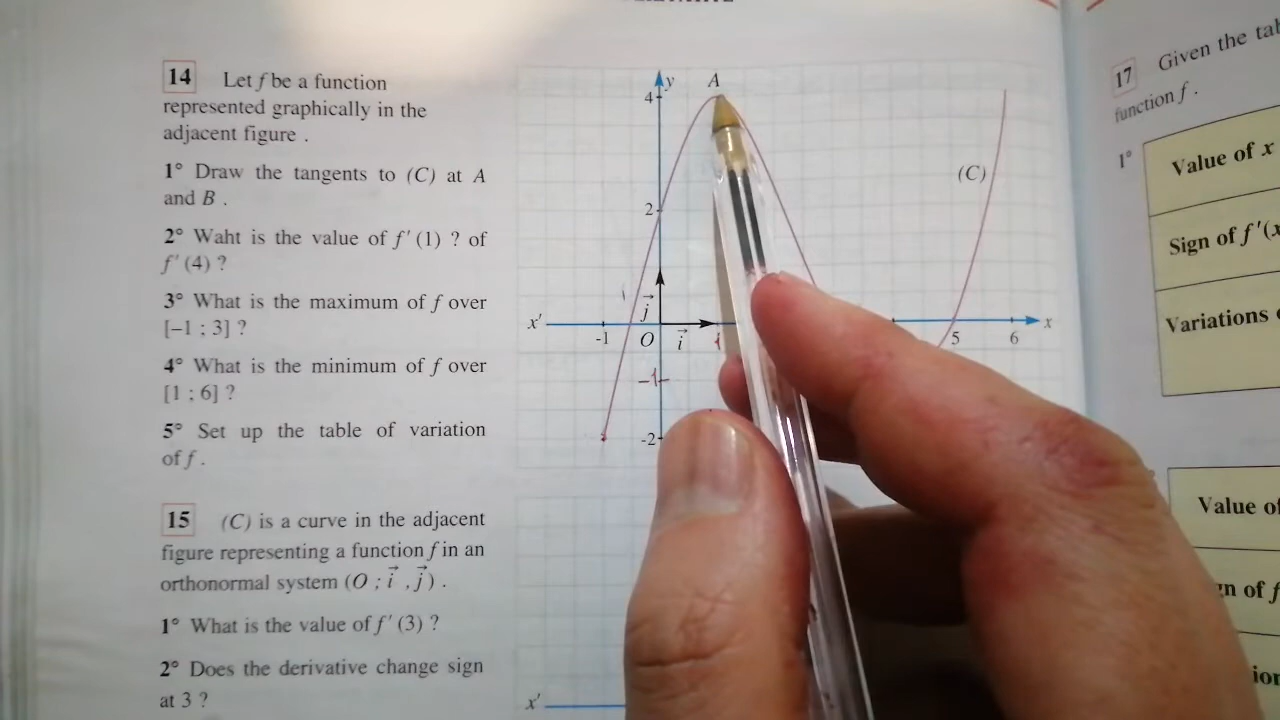 14 Let f be a function
represented graphically in the
adjacent figure .
1° Draw the tangents to (C) at A
and B .
2° Waht is the value of f' (1) ? of
f' (4) ?
3° What is the maximum of f over
[–1 ; 3] ?
4° What is the minimum of f over
[1 ; 6] ?
5° Set up the table of variation
of f .
15 (C) is a curve in the adjacent
figure representing a function f in an
orthonormal system (O ; i⃗ , j⃗ ) .
1° What is the value of f' (3) ?
2° Does the derivative change sign
at 3 ?
y
A
4
(C)
2
j⃗
x'
-1
O
i⃗
1
5
6
x
-1
-2
x'
17 Given the
function f .
1°
Value of x
Sign of f'(x
Variations
Value of
of f